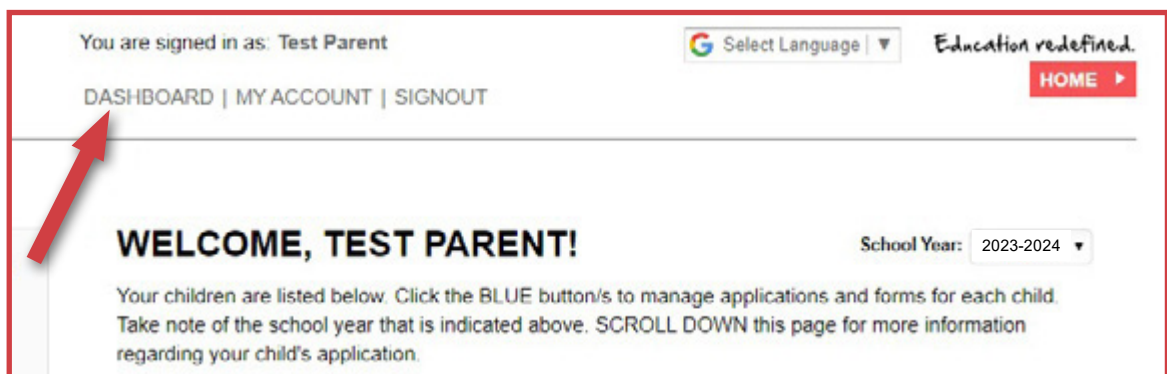 You are signed in as: Test Parent
Select Language ▼
Education redefined.
HOME ▶
DASHBOARD | MY ACCOUNT | SIGNOUT
WELCOME, TEST PARENT!
School Year: 2023-2024 ▼
Your children are listed below. Click the BLUE button/s to manage applications and forms for each child.
Take note of the school year that is indicated above. SCROLL DOWN this page for more information
regarding your child's application.